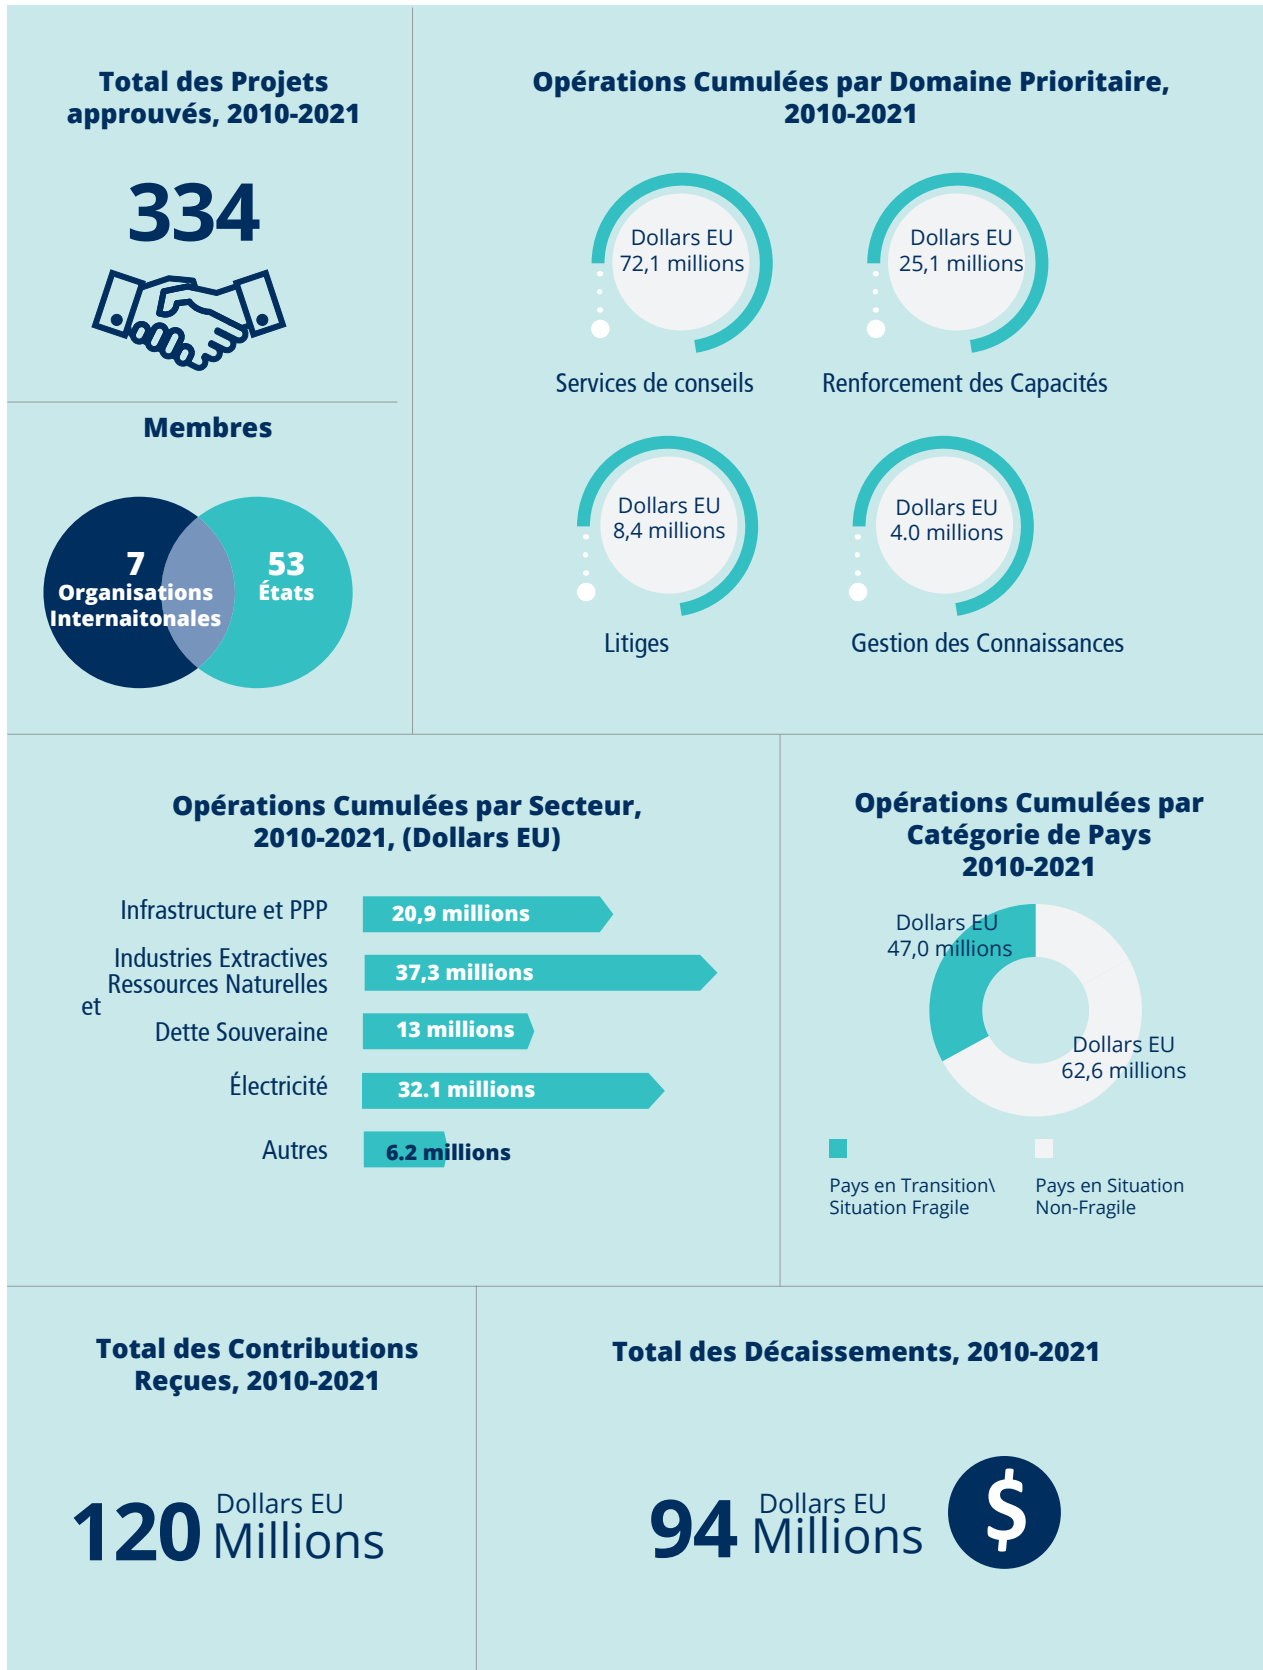 Total des Projets
approuvés, 2010-2021
334
Membres
7
Organisations
Internaitonales
53
États
Opérations Cumulées par Domaine Prioritaire,
2010-2021
Dollars EU
72,1 millions
Services de conseils
Dollars EU
25,1 millions
Renforcement des Capacités
Dollars EU
8,4 millions
Litiges
Dollars EU
4.0 millions
Gestion des Connaissances
Opérations Cumulées par Secteur,
2010-2021, (Dollars EU)
Infrastructure et PPP
20,9 millions
Industries Extractives
Ressources Naturelles
et
37,3 millions
Dette Souveraine
13 millions
Électricité
32.1 millions
Autres
6.2 millions
Opérations Cumulées par
Catégorie de Pays
2010-2021
Dollars EU
47,0 millions
Dollars EU
62,6 millions
Pays en Transition\
Situation Fragile
Pays en Situation
Non-Fragile
Total des Contributions
Reçues, 2010-2021
120
Dollars EU
Millions
Total des Décaissements, 2010-2021
94
Dollars EU
Millions
$